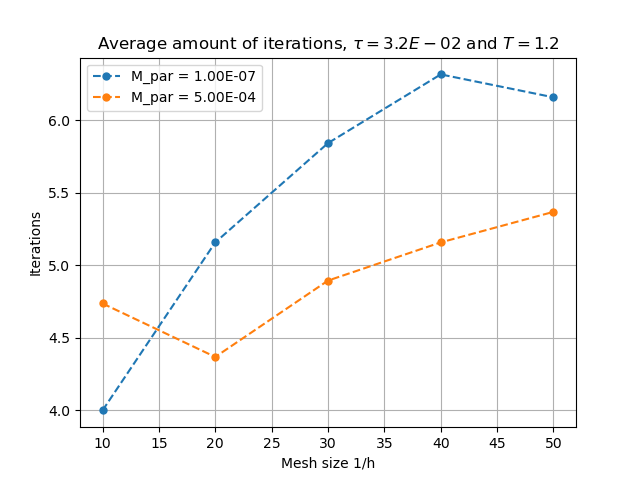 Average amount of iterations, τ = 3.2E − 02 and T = 1.2
M_par = 1.00E-07
M_par = 5.00E-04
6.0
5.5
5.0
4.5
4.0
Iterations
10 15 20 25 30 35 40 45 50
Mesh size 1/h